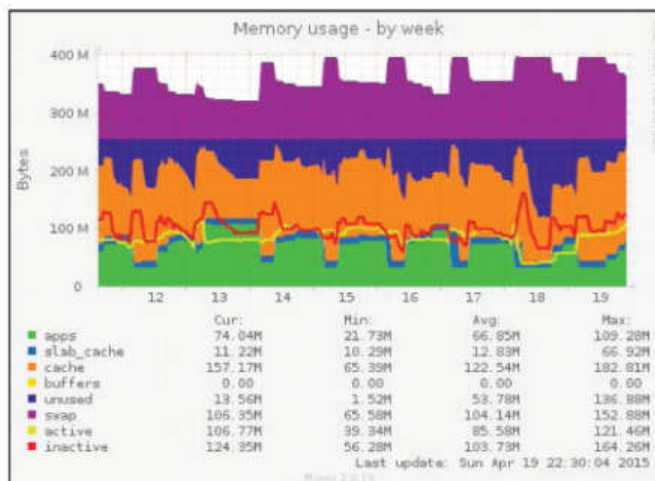 Memory usage - by week
400 M
300 M
200 M
100 M
0
Bytes
12 13 14 15 16 17 18 19
Cur: Min: Avg: Max:
apps 74.04M 21.73M 66.85M 109.28M
slab_cache 11.22M 10.29M 12.83M 66.92M
cache 157.17M 65.39M 122.54M 182.81M
buffers 0.00 0.00 0.00 0.00
unused 13.56M 1.52M 53.78M 136.88M
swap 106.35M 65.58M 104.14M 152.88M
active 106.77M 39.34M 85.58M 121.46M
inactive 124.35M 56.28M 103.73M 164.26M
Last update: Sun Apr 19 22:30:04 2015